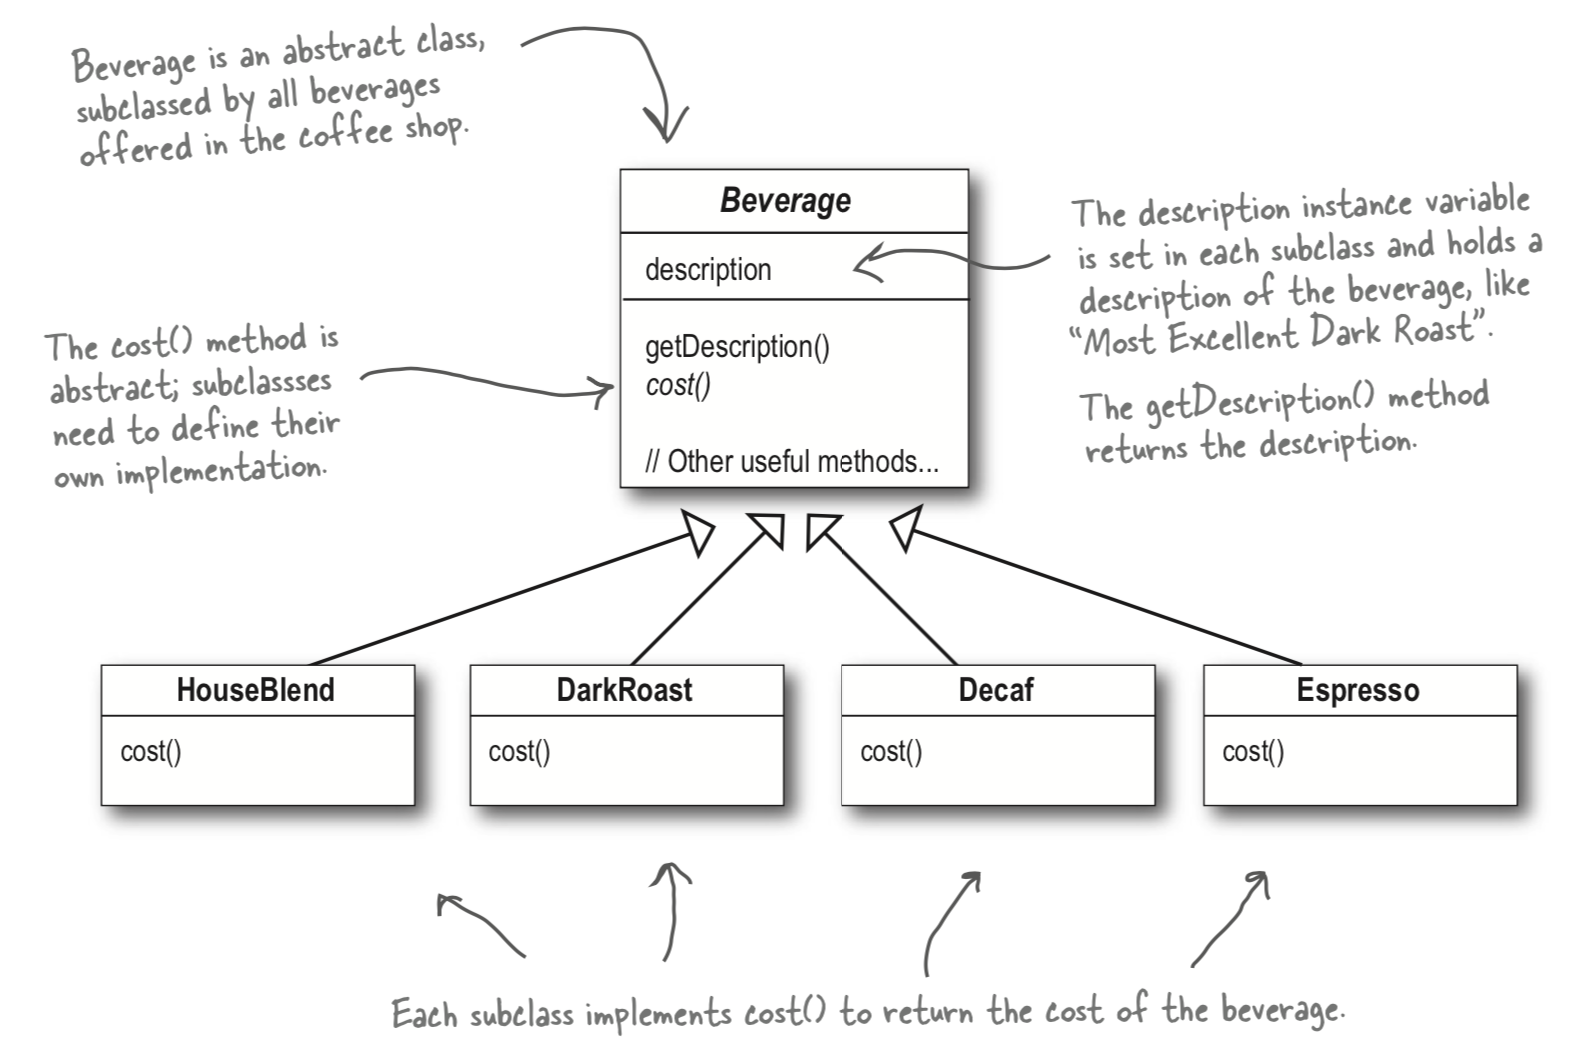 Beverage is an abstract class,
subclassed by all beverages
offered in the coffee shop.
Beverage
description
getDescription()
cost()
// Other useful methods...
The description instance variable
is set in each subclass and holds a
description of the beverage, like
“Most Excellent Dark Roast”.
The getDescription() method
returns the description.
The cost() method is
abstract; subclassses
need to define their
own implementation.
HouseBlend
cost()
DarkRoast
cost()
Decaf
cost()
Espresso
cost()
Each subclass implements cost() to return the cost of the beverage.